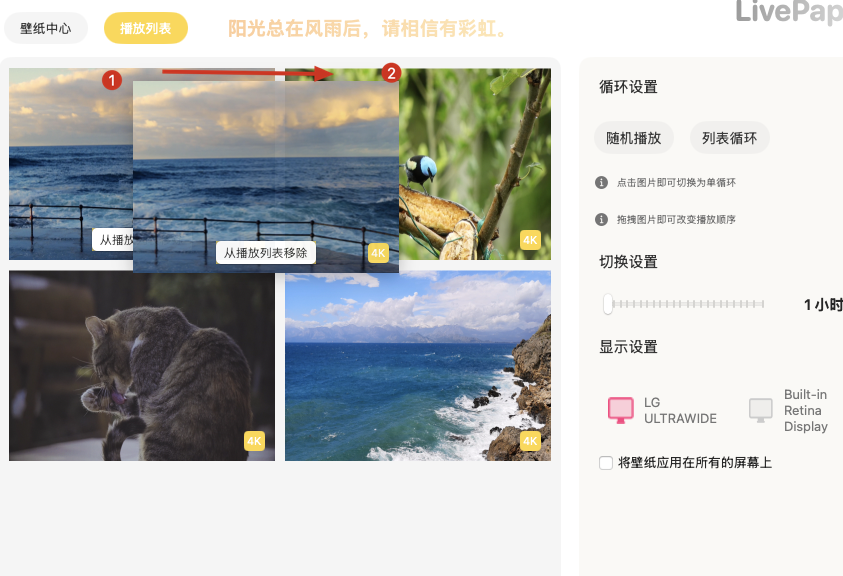 壁纸中心
播放列表
阳光总在风雨后，请相信有彩虹。
LivePap
1
2
循环设置
随机播放
列表循环
点击图片即可切换为单循环
拖拽图片即可改变播放顺序
从播放
从播放列表移除
4K
4K
切换设置
1 小时
显示设置
LG
ULTRAWIDE
Built-in
Retina
Display
将壁纸应用在所有的屏幕上
4K
4K